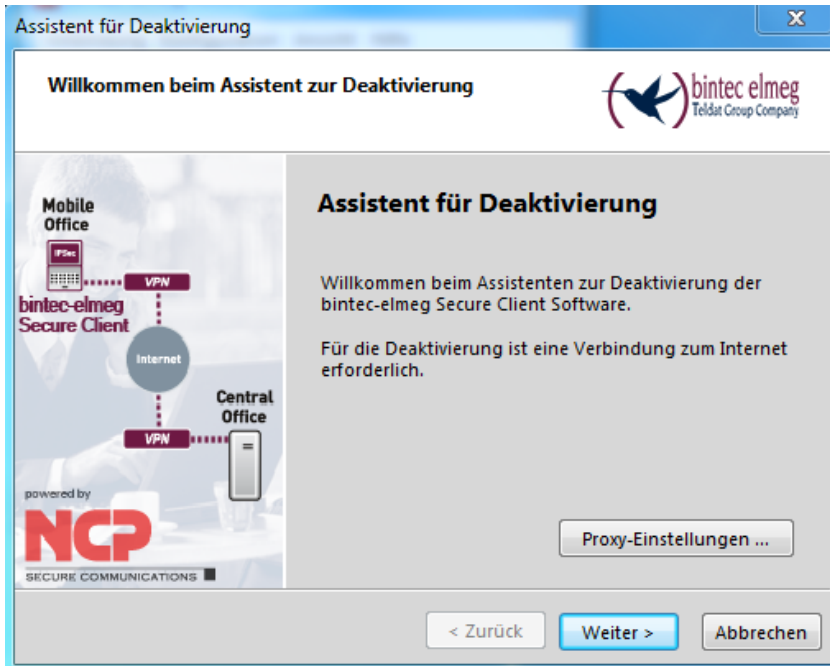 Assistent für Deaktivierung
Willkommen beim Assistent zur Deaktivierung
bintec elmeg
Teldat Group Company
Mobile
Office
IPSec
VPN
bintec-elmeg
Secure Client
Internet
Central
Office
VPN
powered by
NCP
SECURE COMMUNICATIONS
Assistent für Deaktivierung
Willkommen beim Assistenten zur Deaktivierung der
bintec-elmeg Secure Client Software.
Für die Deaktivierung ist eine Verbindung zum Internet
erforderlich.
Proxy-Einstellungen ...
< Zurück
Weiter >
Abbrechen